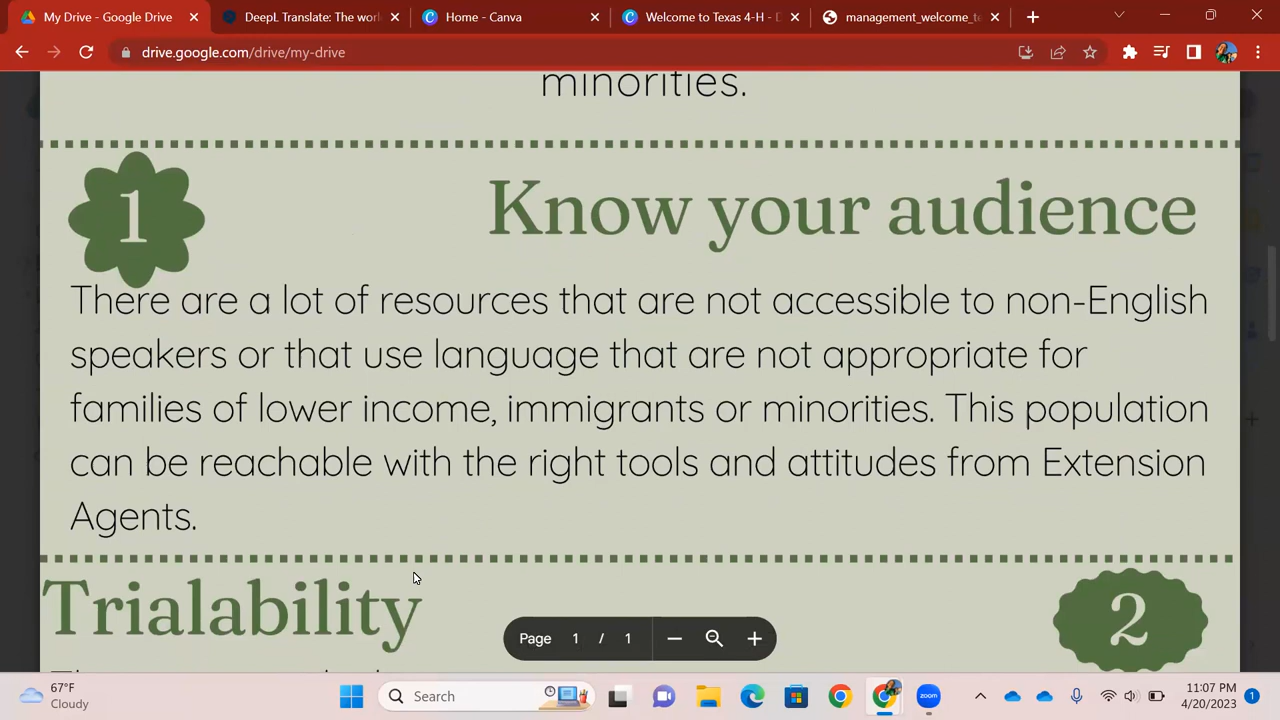 My Drive - Google Drive
DeepL Translate: The worl
Home - Canva
Welcome to Texas 4-H - D
management_welcome_te
drive.google.com/drive/my-drive
minorities.
1
Know your audience
There are a lot of resources that are not accessible to non-English
speakers or that use language that are not appropriate for
families of lower income, immigrants or minorities. This population
can be reachable with the right tools and attitudes from Extension
Agents.
Trialability
2
Page 1 / 1
67°F
Cloudy
Search
zoom
11:07 PM
4/20/2023
1